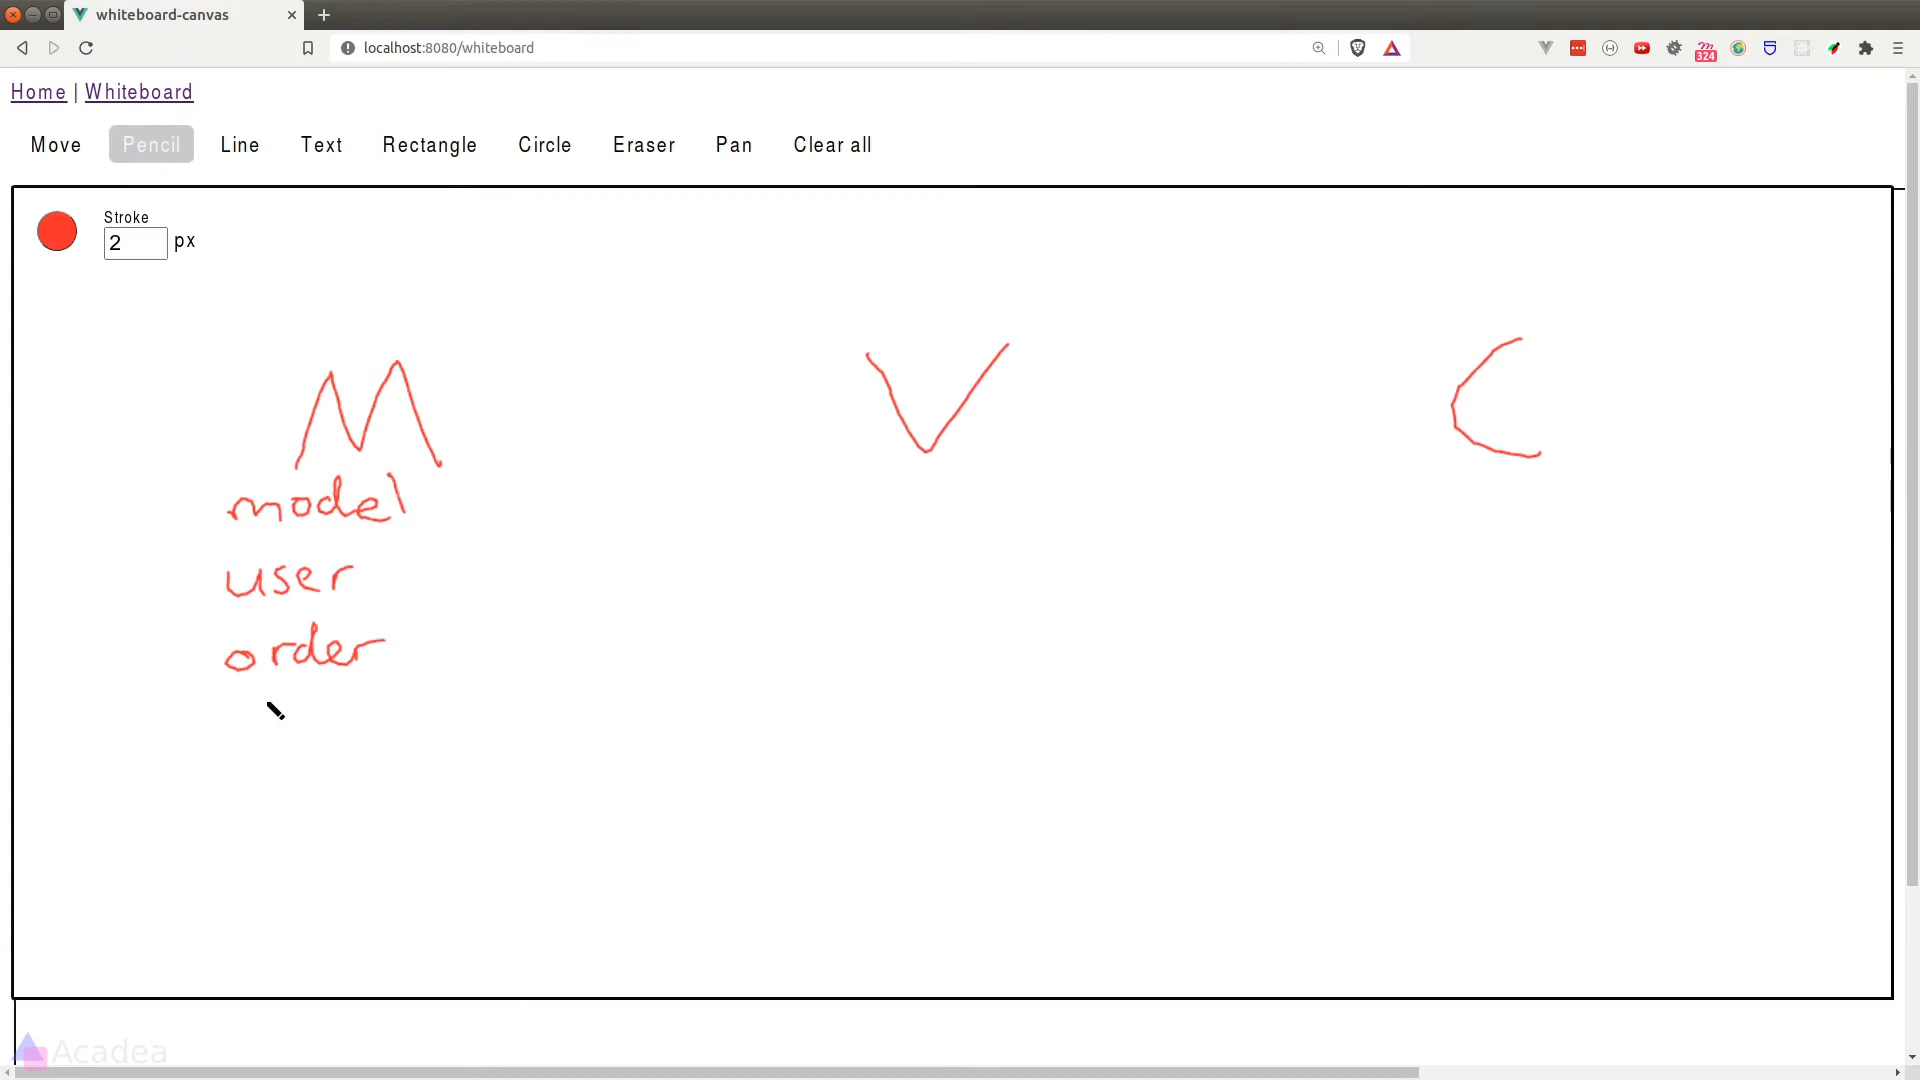 whiteboard-canvas
localhost:8080/whiteboard
324
Home | Whiteboard
Move Pencil Line Text Rectangle Circle Eraser Pan Clear all
Stroke
2 px
M V C
model
user
order
Acadea